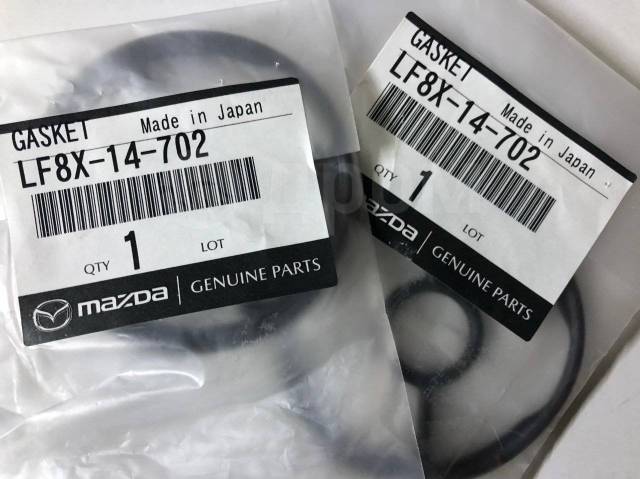 GASKET Made in Japan
LF8X-14-702
QTY 1 LOT
mazda GENUINE PARTS
GASKET
LF8X-14-702
Made in Japan
QTY 1 LOT
mazda GENUINE PARTS